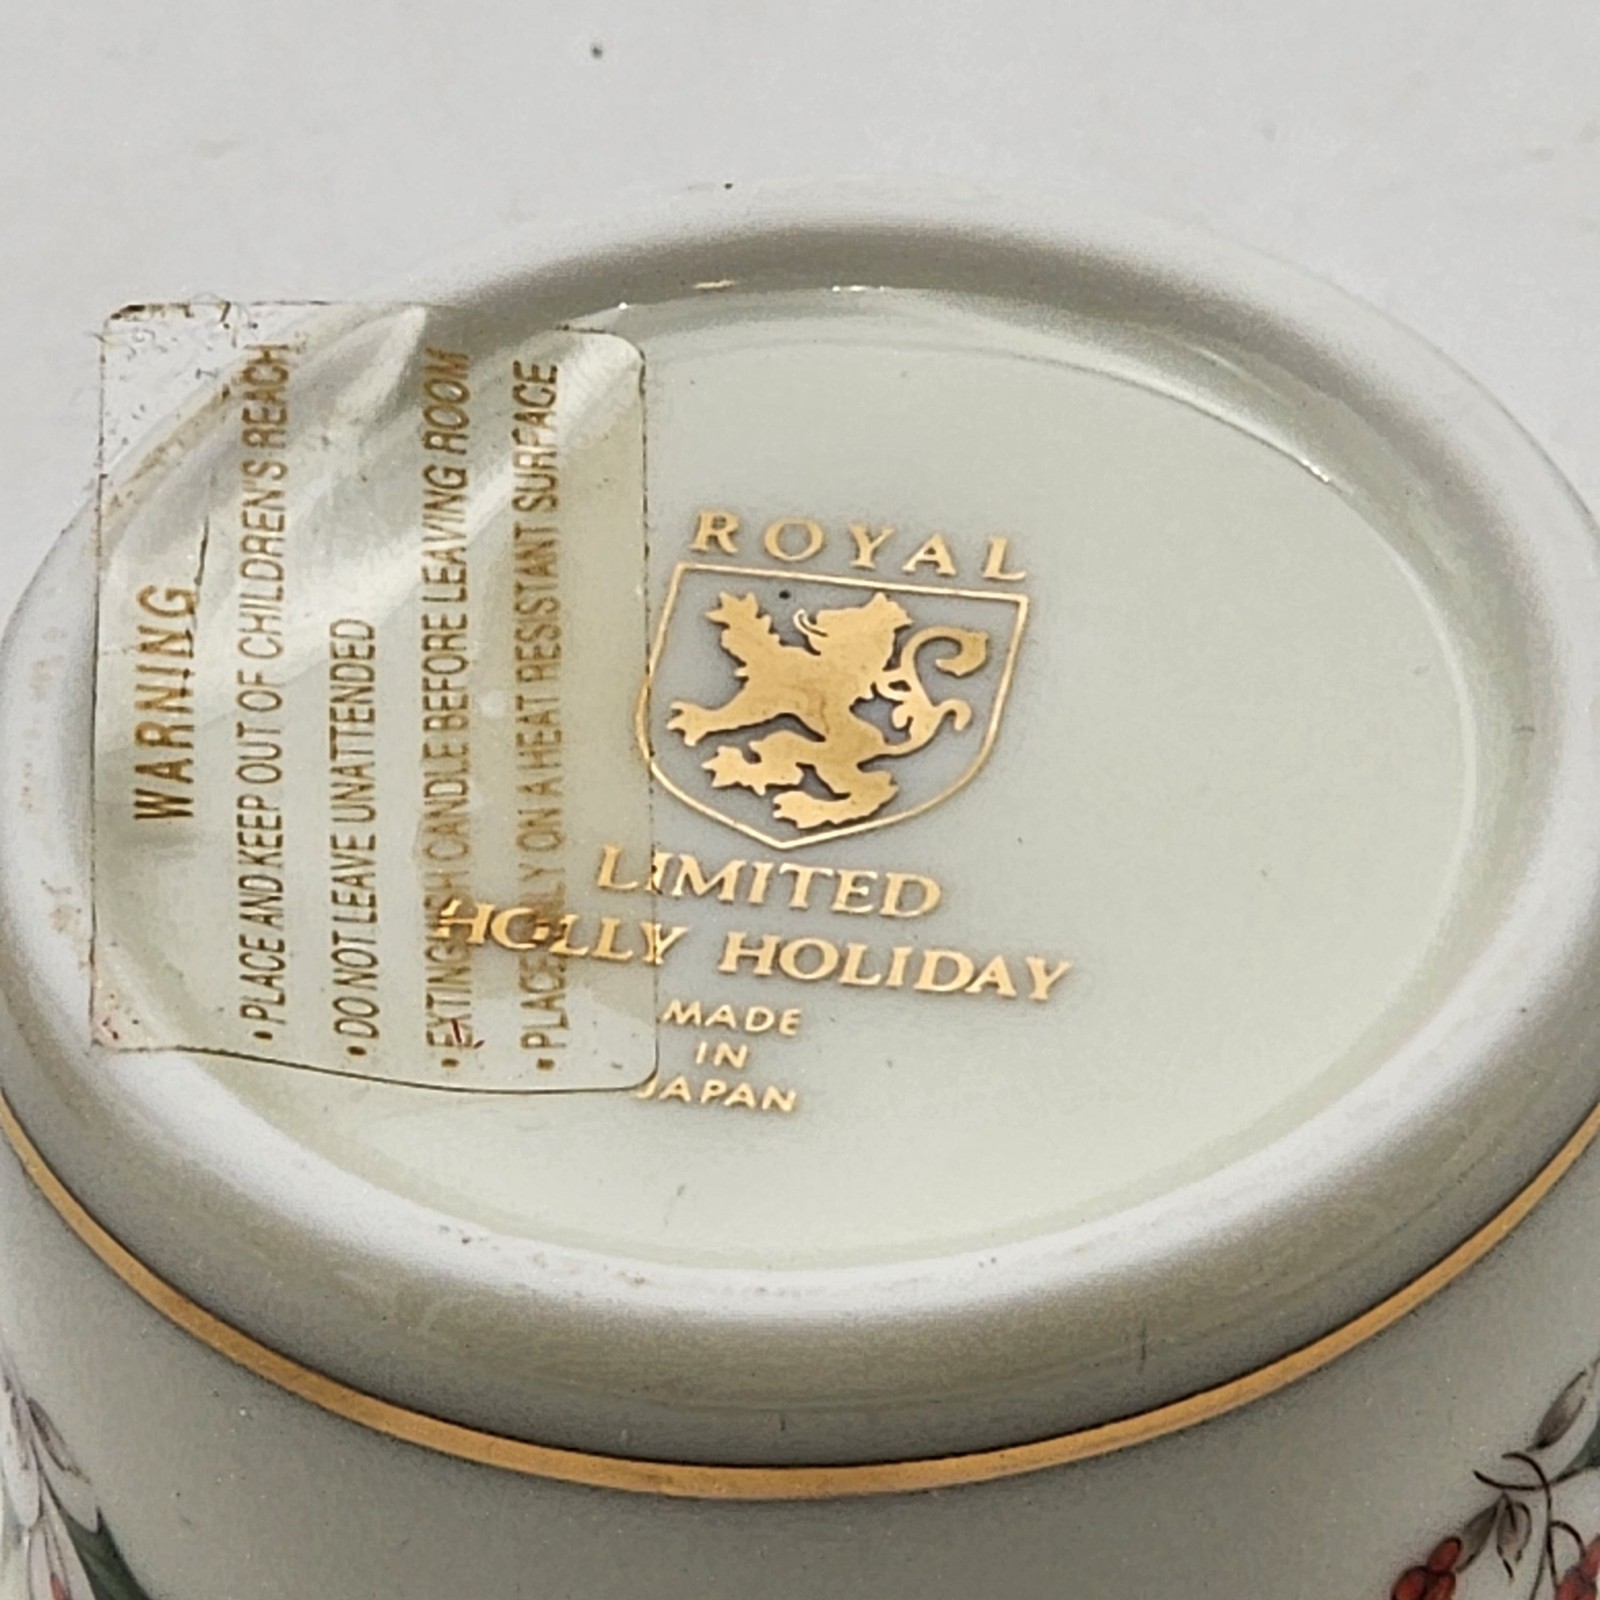 WARNING
• PLACE AND KEEP OUT OF CHILDREN'S REACH
• DO NOT LEAVE UNATTENDED
• EXTINGUISH CANDLE BEFORE LEAVING ROOM
• PLACE ONLY ON A HEAT RESISTANT SURFACE
ROYAL
LIMITED
HOLLY HOLIDAY
MADE
IN
JAPAN